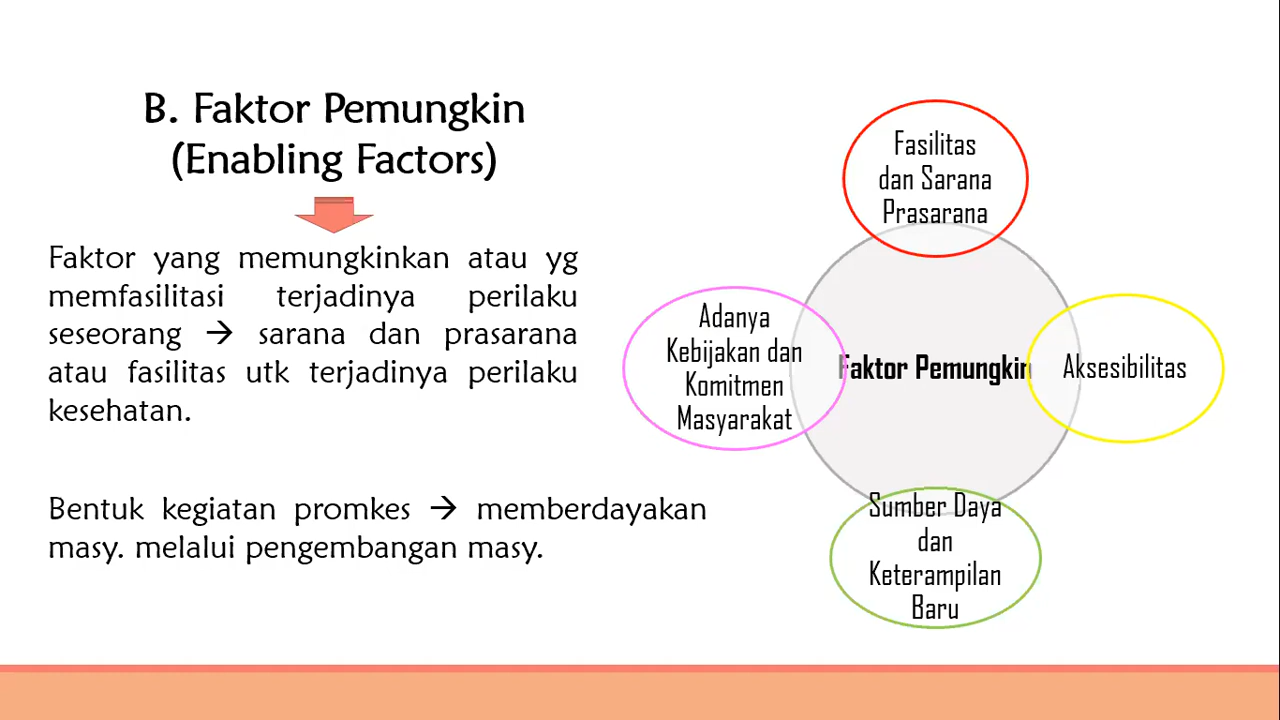 B. Faktor Pemungkin
(Enabling Factors)
Faktor yang memungkinkan atau yg
memfasilitasi terjadinya perilaku
seseorang → sarana dan prasarana
atau fasilitas utk terjadinya perilaku
kesehatan.
Bentuk kegiatan promkes → memberdayakan
masy. melalui pengembangan masy.
Fasilitas
dan Sarana
Prasarana
Adanya
Kebijakan dan
Komitmen
Masyarakat
Faktor Pemungkin
Aksesibilitas
Sumber Daya
dan
Keterampilan
Baru